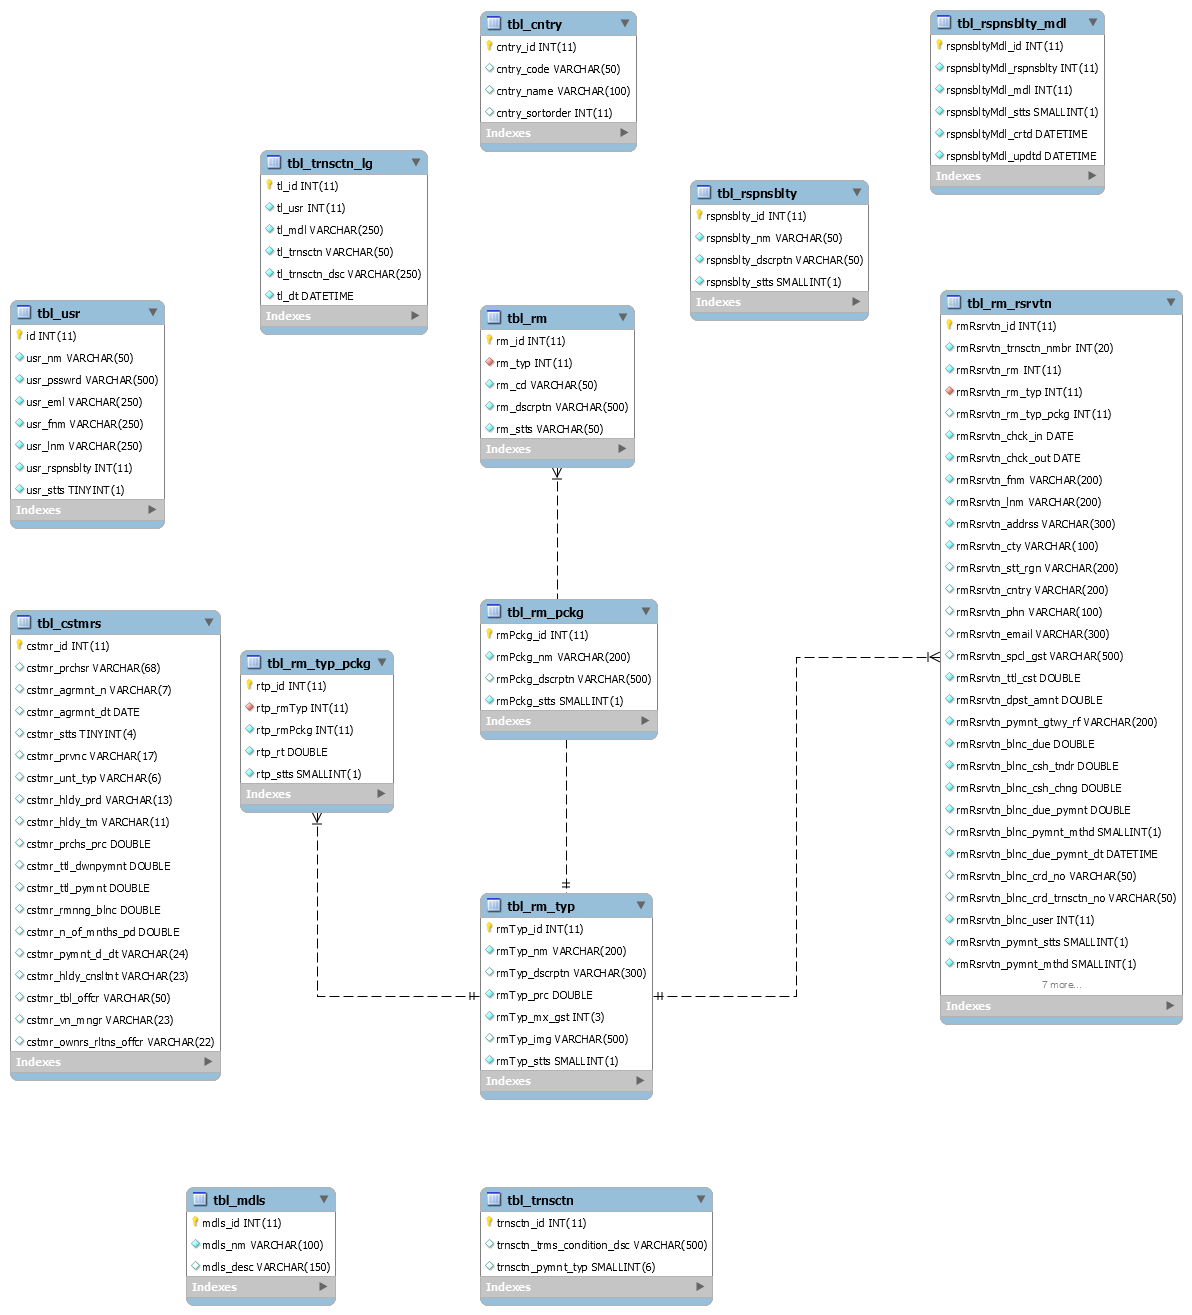 tbl_cntry
cntry_id INT(11)
cntry_code VARCHAR(50)
cntry_name VARCHAR(100)
cntry_sortorder INT(11)
Indexes
tbl_rspnsblty_mdl
rspnsbltyMdl_id INT(11)
rspnsbltyMdl_rspnsblty INT(11)
rspnsbltyMdl_mdl INT(11)
rspnsbltyMdl_stts SMALLINT(1)
rspnsbltyMdl_crtd DATETIME
rspnsbltyMdl_updtd DATETIME
Indexes
tbl_trnsctn_lg
tl_id INT(11)
tl_usr INT(11)
tl_mdl VARCHAR(250)
tl_trnsctn VARCHAR(50)
tl_trnsctn_dsc VARCHAR(250)
tl_dt DATETIME
Indexes
tbl_rspnsblty
rspnsblty_id INT(11)
rspnsblty_nm VARCHAR(50)
rspnsblty_dscrptn VARCHAR(50)
rspnsblty_stts SMALLINT(1)
Indexes
tbl_usr
id INT(11)
usr_nm VARCHAR(50)
usr_psswrd VARCHAR(500)
usr_eml VARCHAR(250)
usr_fnm VARCHAR(250)
usr_lnm VARCHAR(250)
usr_rspnsblty INT(11)
usr_stts TINYINT(1)
Indexes
tbl_rm
rm_id INT(11)
rm_typ INT(11)
rm_cd VARCHAR(50)
rm_dscrptn VARCHAR(500)
rm_stts VARCHAR(50)
Indexes
tbl_rm_rsrvtn
rmRsrvtn_id INT(11)
rmRsrvtn_trnsctn_nmbr INT(20)
rmRsrvtn_rm INT(11)
rmRsrvtn_rm_typ INT(11)
rmRsrvtn_rm_typ_pckg INT(11)
rmRsrvtn_chck_in DATE
rmRsrvtn_chck_out DATE
rmRsrvtn_fnm VARCHAR(200)
rmRsrvtn_lnm VARCHAR(200)
rmRsrvtn_addrss VARCHAR(300)
rmRsrvtn_cty VARCHAR(100)
rmRsrvtn_stt_rgn VARCHAR(200)
rmRsrvtn_cntry VARCHAR(200)
rmRsrvtn_phn VARCHAR(100)
rmRsrvtn_email VARCHAR(300)
rmRsrvtn_spcl_gst VARCHAR(500)
rmRsrvtn_ttl_cst DOUBLE
rmRsrvtn_dpst_amnt DOUBLE
rmRsrvtn_pymnt_gtwy_rf VARCHAR(200)
rmRsrvtn_blnc_due DOUBLE
rmRsrvtn_blnc_csh_tndr DOUBLE
rmRsrvtn_blnc_csh_chng DOUBLE
rmRsrvtn_blnc_due_pymnt DOUBLE
rmRsrvtn_blnc_pymnt_mthd SMALLINT(1)
rmRsrvtn_blnc_due_pymnt_dt DATETIME
rmRsrvtn_blnc_crd_no VARCHAR(50)
rmRsrvtn_blnc_crd_trnsctn_no VARCHAR(50)
rmRsrvtn_blnc_user INT(11)
rmRsrvtn_pymnt_stts SMALLINT(1)
rmRsrvtn_pymnt_mthd SMALLINT(1)
7 more...
Indexes
tbl_cstmrs
cstmr_id INT(11)
cstmr_prchsr VARCHAR(68)
cstmr_agrmnt_n VARCHAR(7)
cstmr_agrmnt_dt DATE
cstmr_stts TINYINT(4)
cstmr_prvnc VARCHAR(17)
cstmr_unt_typ VARCHAR(6)
cstmr_hldy_prd VARCHAR(13)
cstmr_hldy_tm VARCHAR(11)
cstmr_prchs_prc DOUBLE
cstmr_ttl_dwnpymnt DOUBLE
cstmr_ttl_pymnt DOUBLE
cstmr_rmnng_blnc DOUBLE
cstmr_n_of_mnths_pd DOUBLE
cstmr_pymnt_d_dt VARCHAR(24)
cstmr_hldy_cnsltnt VARCHAR(23)
cstmr_tbl_offcr VARCHAR(50)
cstmr_vn_mngr VARCHAR(23)
cstmr_ownrs_rltns_offcr VARCHAR(22)
Indexes
tbl_rm_typ_pckg
rtp_id INT(11)
rtp_rmTyp INT(11)
rtp_rmPckg INT(11)
rtp_rt DOUBLE
rtp_stts SMALLINT(1)
Indexes
tbl_rm_pckg
rmPckg_id INT(11)
rmPckg_nm VARCHAR(200)
rmPckg_dscrptn VARCHAR(500)
rmPckg_stts SMALLINT(1)
Indexes
tbl_rm_typ
rmTyp_id INT(11)
rmTyp_nm VARCHAR(200)
rmTyp_dscrptn VARCHAR(300)
rmTyp_prc DOUBLE
rmTyp_mx_gst INT(3)
rmTyp_img VARCHAR(500)
rmTyp_stts SMALLINT(1)
Indexes
tbl_mdls
mdls_id INT(11)
mdls_nm VARCHAR(100)
mdls_desc VARCHAR(150)
Indexes
tbl_trnsctn
trnsctn_id INT(11)
trnsctn_trms_condition_dsc VARCHAR(500)
trnsctn_pymnt_typ SMALLINT(6)
Indexes